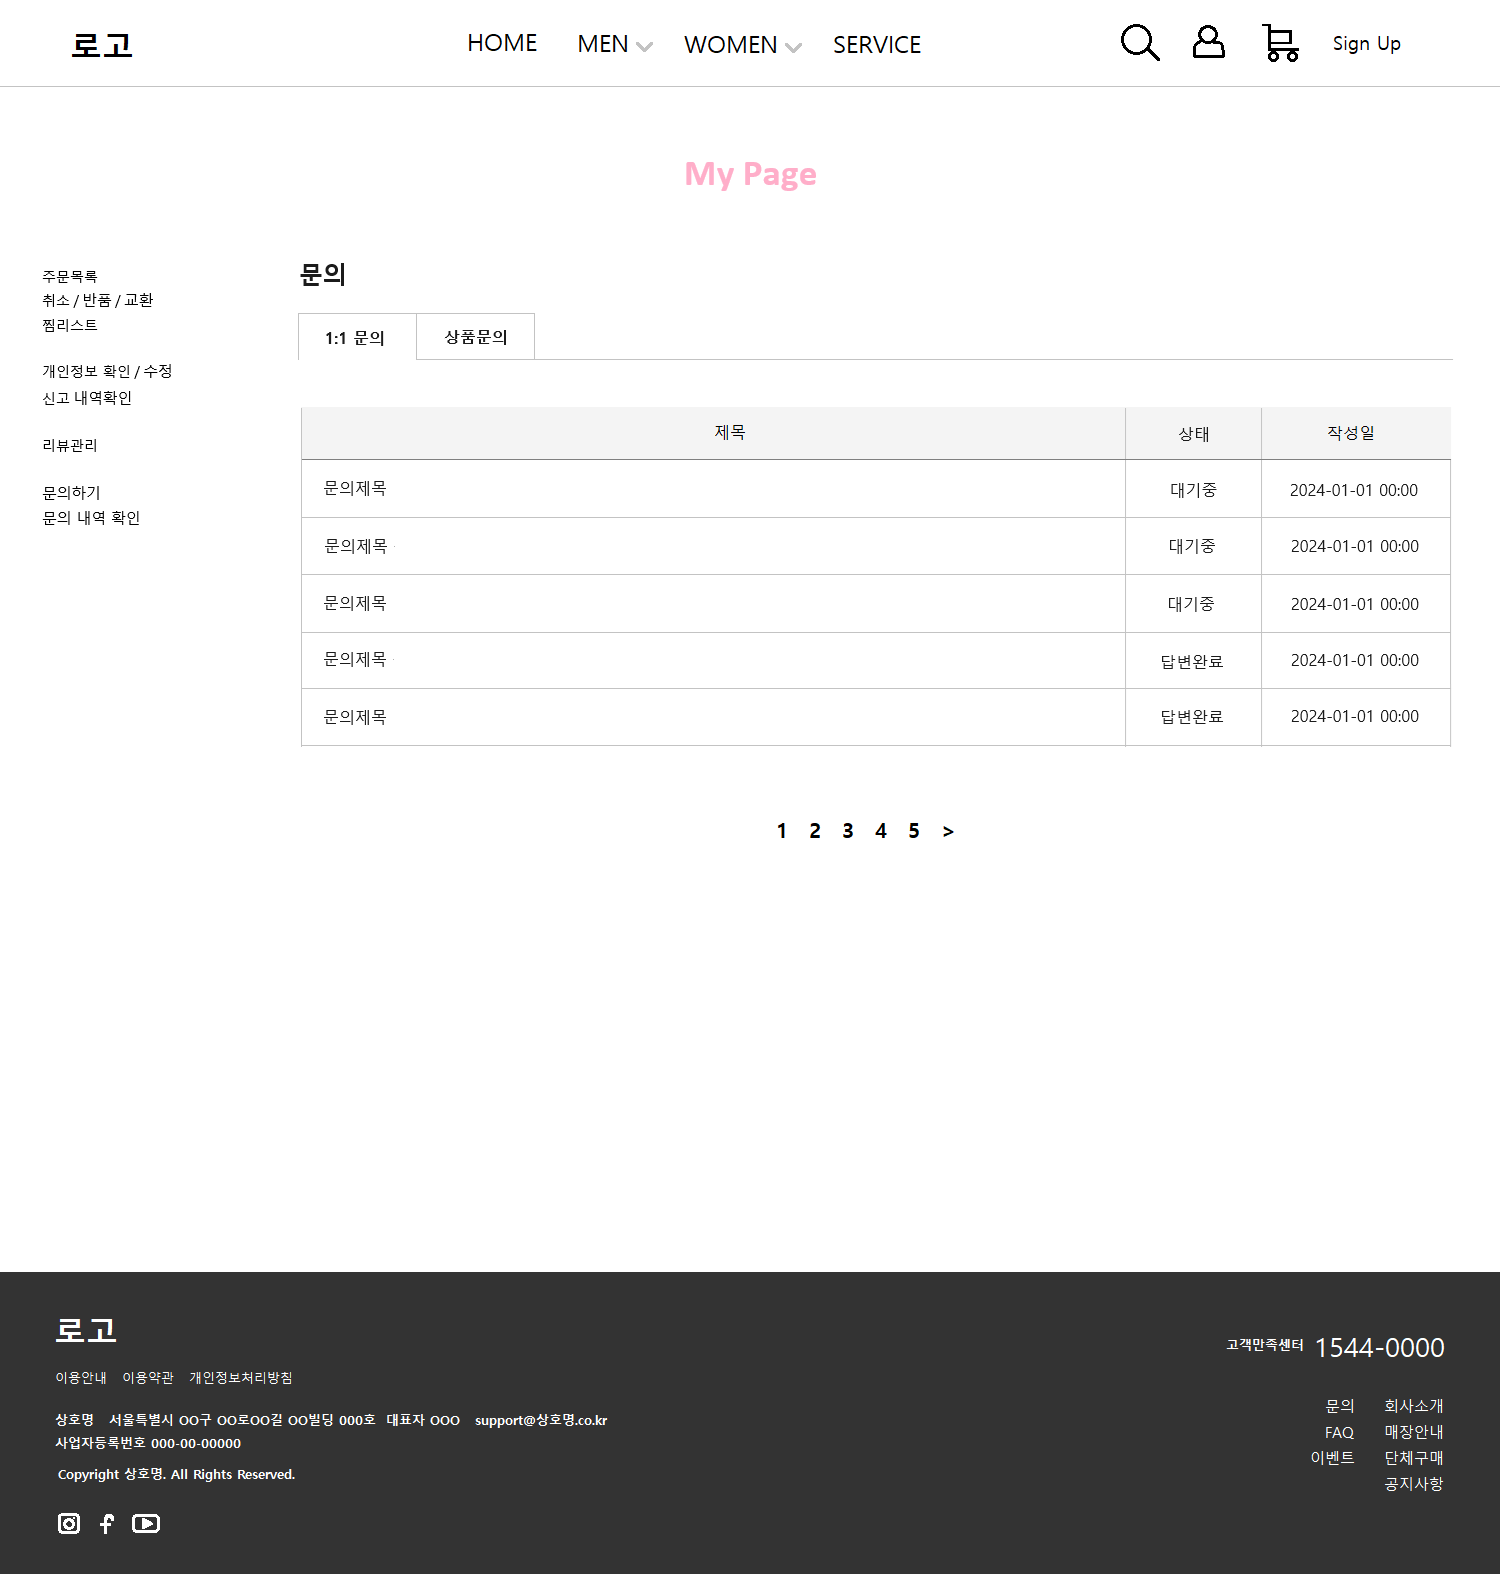 로고
HOME MEN WOMEN SERVICE
Sign Up
My Page
주문목록
취소 / 반품 / 교환
찜리스트
개인정보 확인 / 수정
신고 내역확인
리뷰관리
문의하기
문의 내역 확인
문의
1:1 문의 상품문의
제목 상태 작성일
문의제목 대기중 2024-01-01 00:00
문의제목 대기중 2024-01-01 00:00
문의제목 대기중 2024-01-01 00:00
문의제목 답변완료 2024-01-01 00:00
문의제목 답변완료 2024-01-01 00:00
1 2 3 4 5 >
로고
이용안내 이용약관 개인정보처리방침
상호명 서울특별시 OO구 OO로OO길 OO빌딩 000호 대표자 OOO support@상호명.co.kr
사업자등록번호 000-00-00000
Copyright 상호명. All Rights Reserved.
고객만족센터 1544-0000
문의 회사소개
FAQ 매장안내
이벤트 단체구매
공지사항